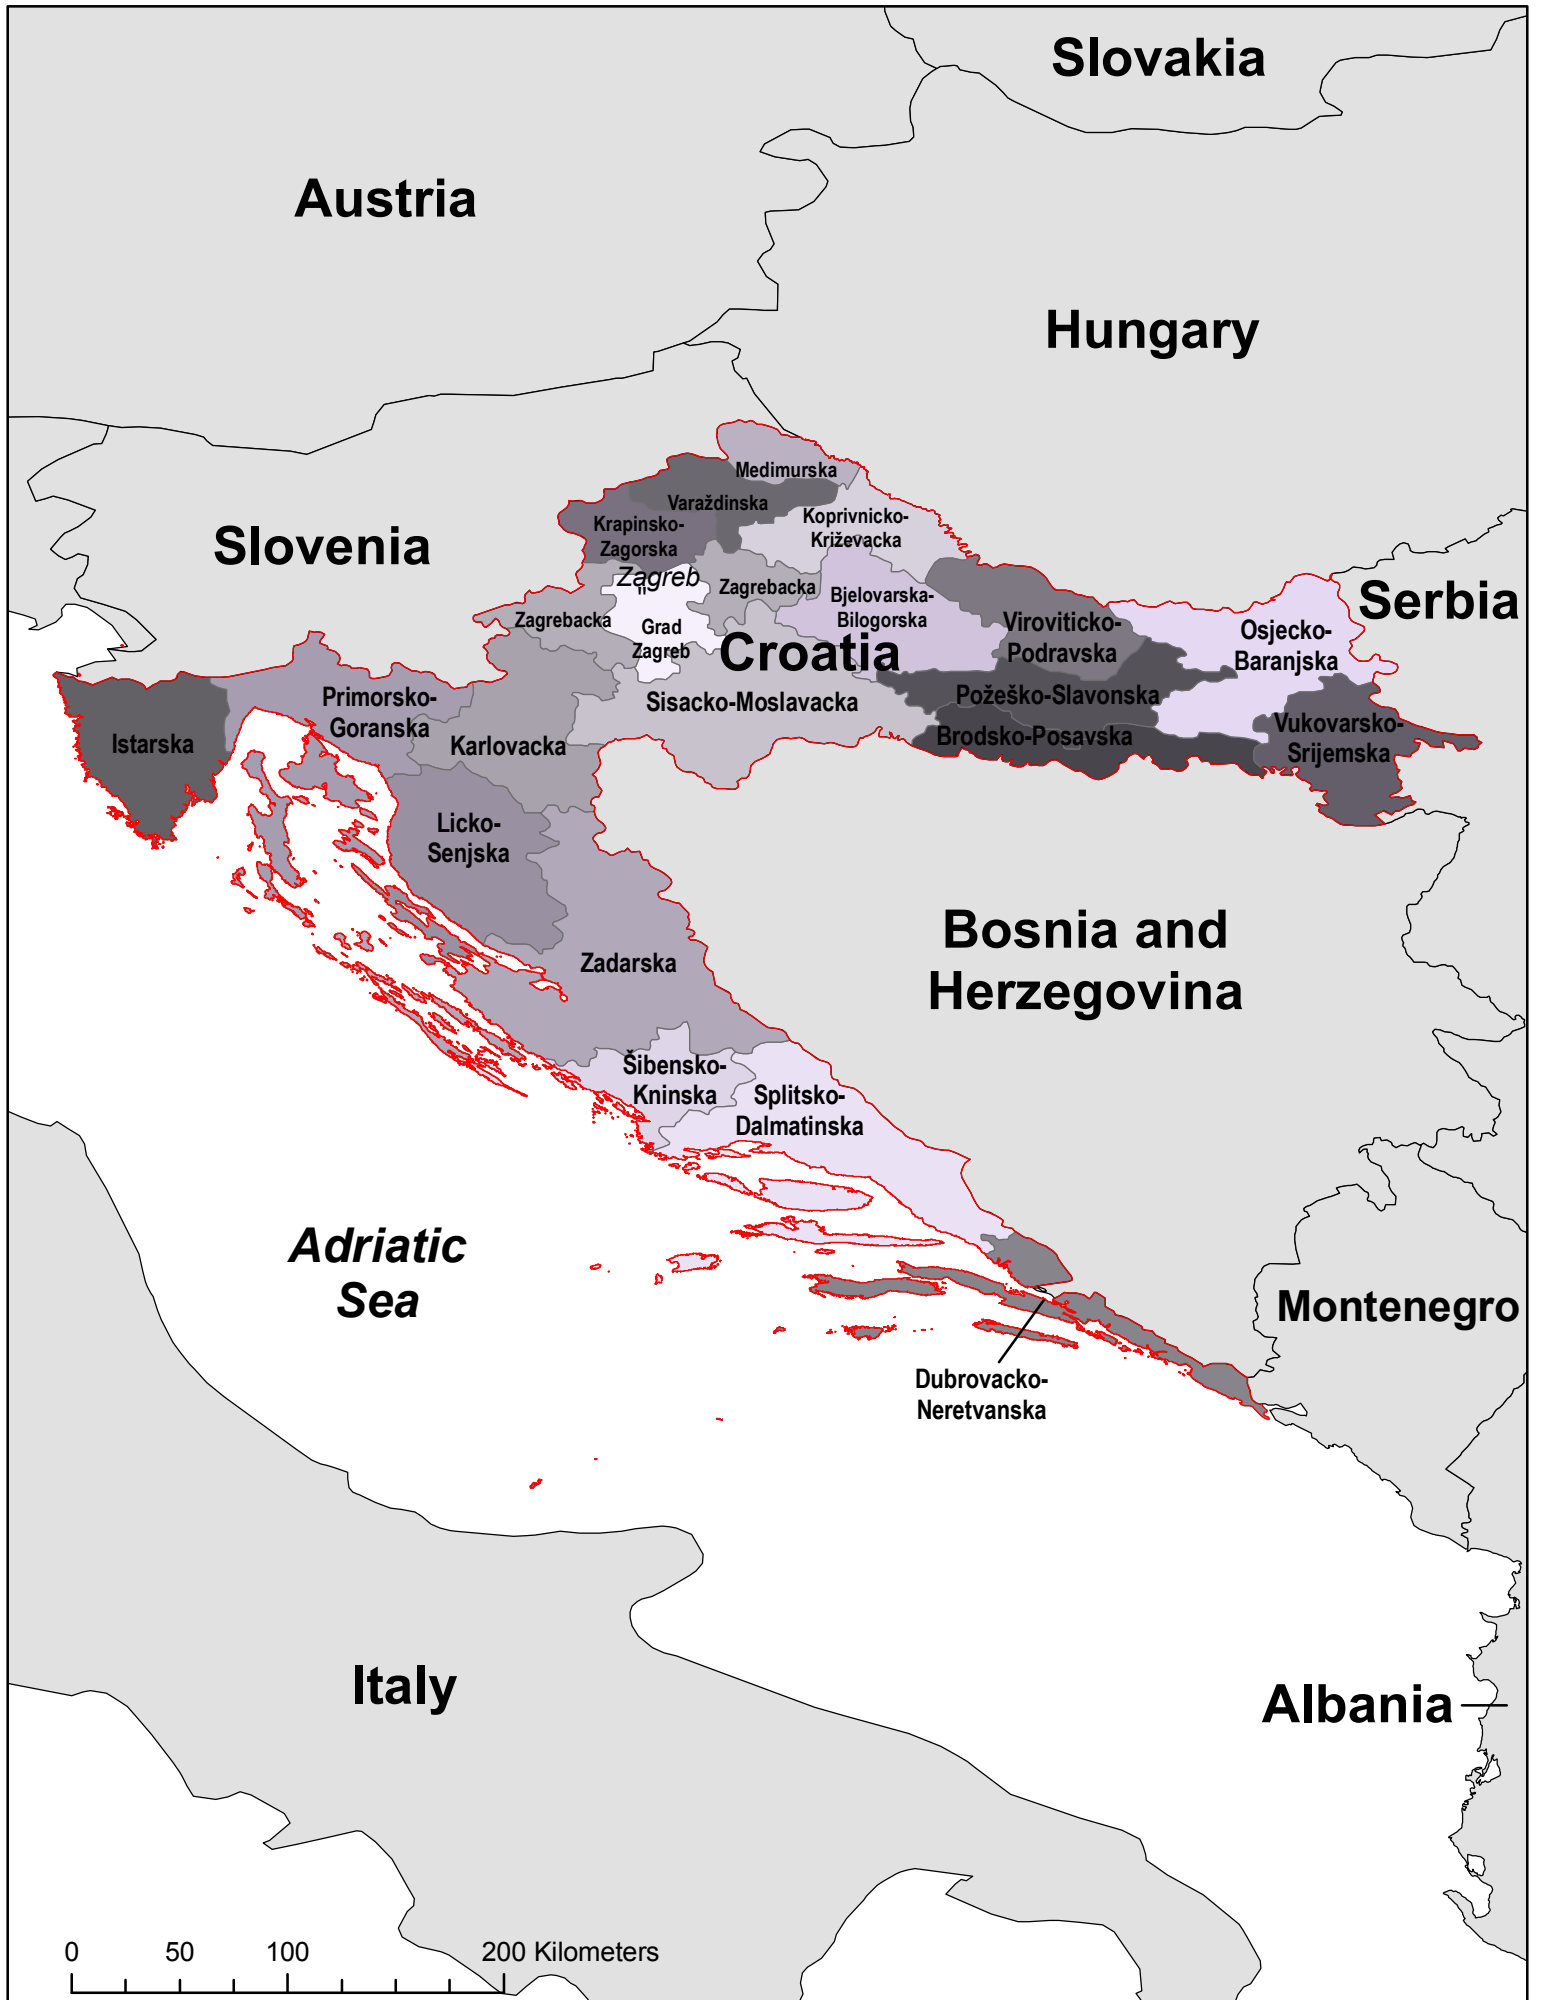 Slovakia
Austria
Hungary
Medimurska
Varaždinska
Koprivnicko-
Križevacka
Krapinsko-
Zagorska
Slovenia
Zagreb
Zagrebacka
Serbia
Bjelovarska-
Bilogorska
Zagrebacka
Grad
Zagreb
Croatia
Viroviticko-
Podravska
Osjecko-
Baranjska
Primorsko-
Goranska
Sisacko-Moslavacka
Požeško-Slavonska
Istarska
Karlovacka
Brodsko-Posavska
Vukovarsko-
Srijemska
Licko-
Senjska
Bosnia and
Herzegovina
Zadarska
Šibensko-
Kninska
Splitsko-
Dalmatinska
Adriatic
Sea
Montenegro
Dubrovacko-
Neretvanska
Italy
Albania
0 50 100 200 Kilometers